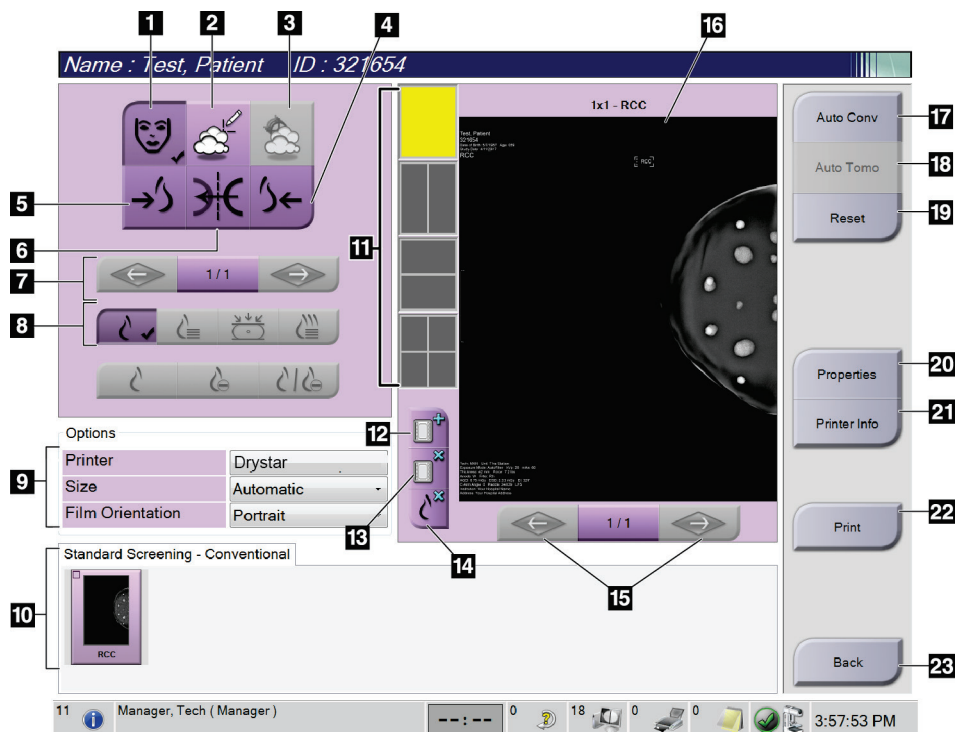 1
2
3
4
16
Name : Test, Patient ID : 321654
1x1 - RCC
Test, Patient
321654
RCC
RCC
Auto Conv
17
Auto Tomo
18
Reset
19
5
6
11
7
1 / 1
8
Properties
20
Printer Info
21
Options
12
9
Printer
Drystar
Size
Automatic
Film Orientation
Portrait
13
14
1 / 1
15
Print
22
10
Standard Screening - Conventional
RCC
Back
23
11
Manager, Tech ( Manager )
--:--
0
18
0
0
3:57:53 PM